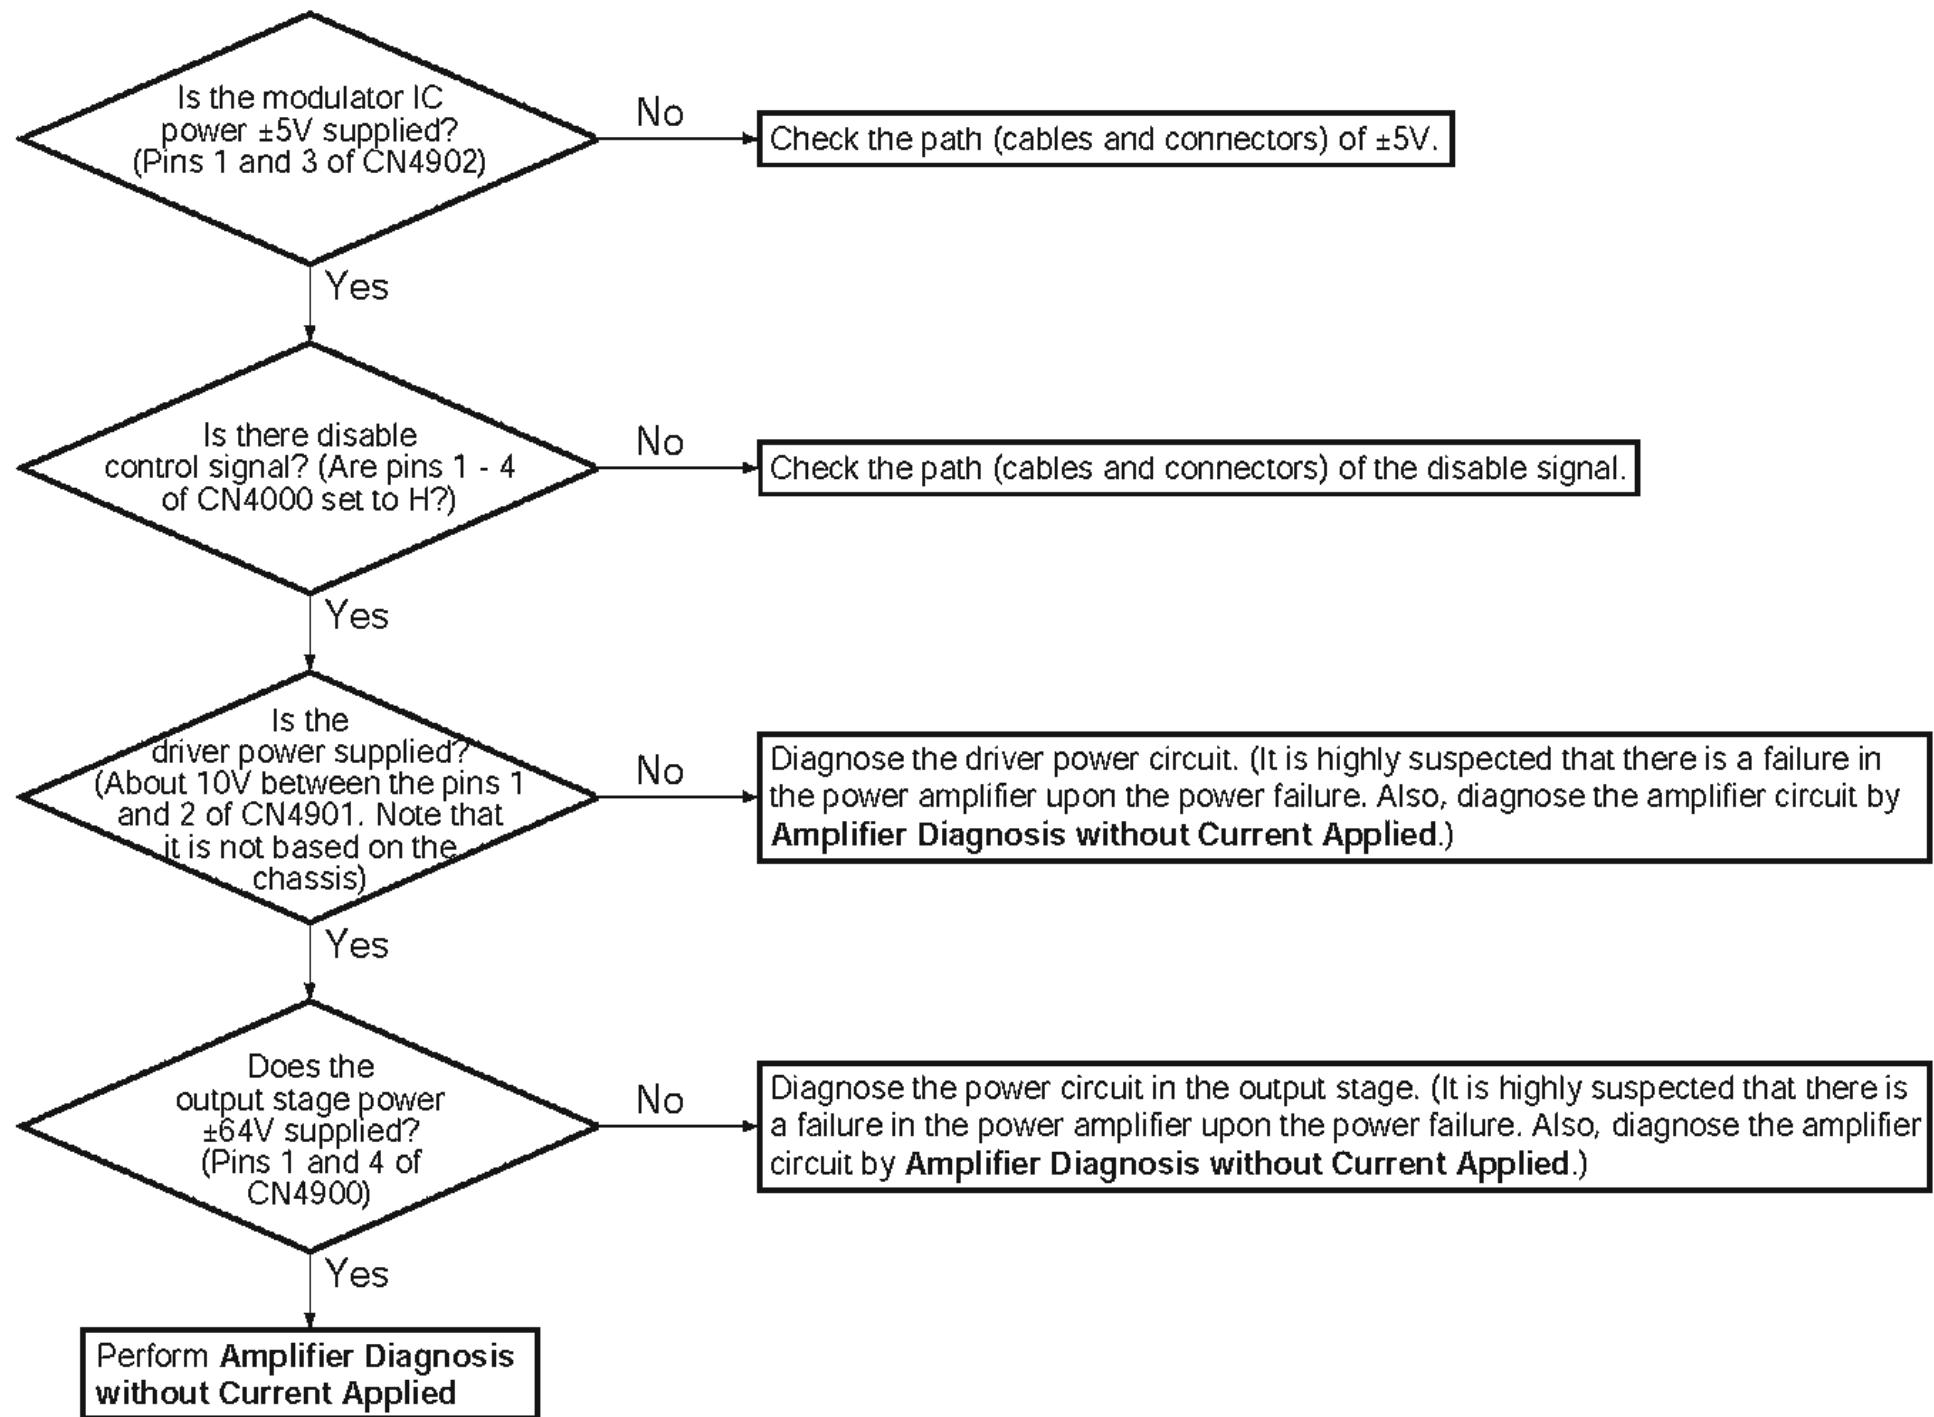 Is the modulator IC
power ±5V supplied?
(Pins 1 and 3 of CN4902)
No
Check the path (cables and connectors) of ±5V.
Yes
Is there disable
control signal? (Are pins 1 - 4
of CN4000 set to H?)
No
Check the path (cables and connectors) of the disable signal.
Yes
Is the
driver power supplied?
(About 10V between the pins 1
and 2 of CN4901. Note that
it is not based on the
chassis)
No
Diagnose the driver power circuit. (It is highly suspected that there is a failure in
the power amplifier upon the power failure. Also, diagnose the amplifier circuit by
Amplifier Diagnosis without Current Applied.)
Yes
Does the
output stage power
±64V supplied?
(Pins 1 and 4 of
CN4900)
No
Diagnose the power circuit in the output stage. (It is highly suspected that there is
a failure in the power amplifier upon the power failure. Also, diagnose the amplifier
circuit by Amplifier Diagnosis without Current Applied.)
Yes
Perform Amplifier Diagnosis
without Current Applied